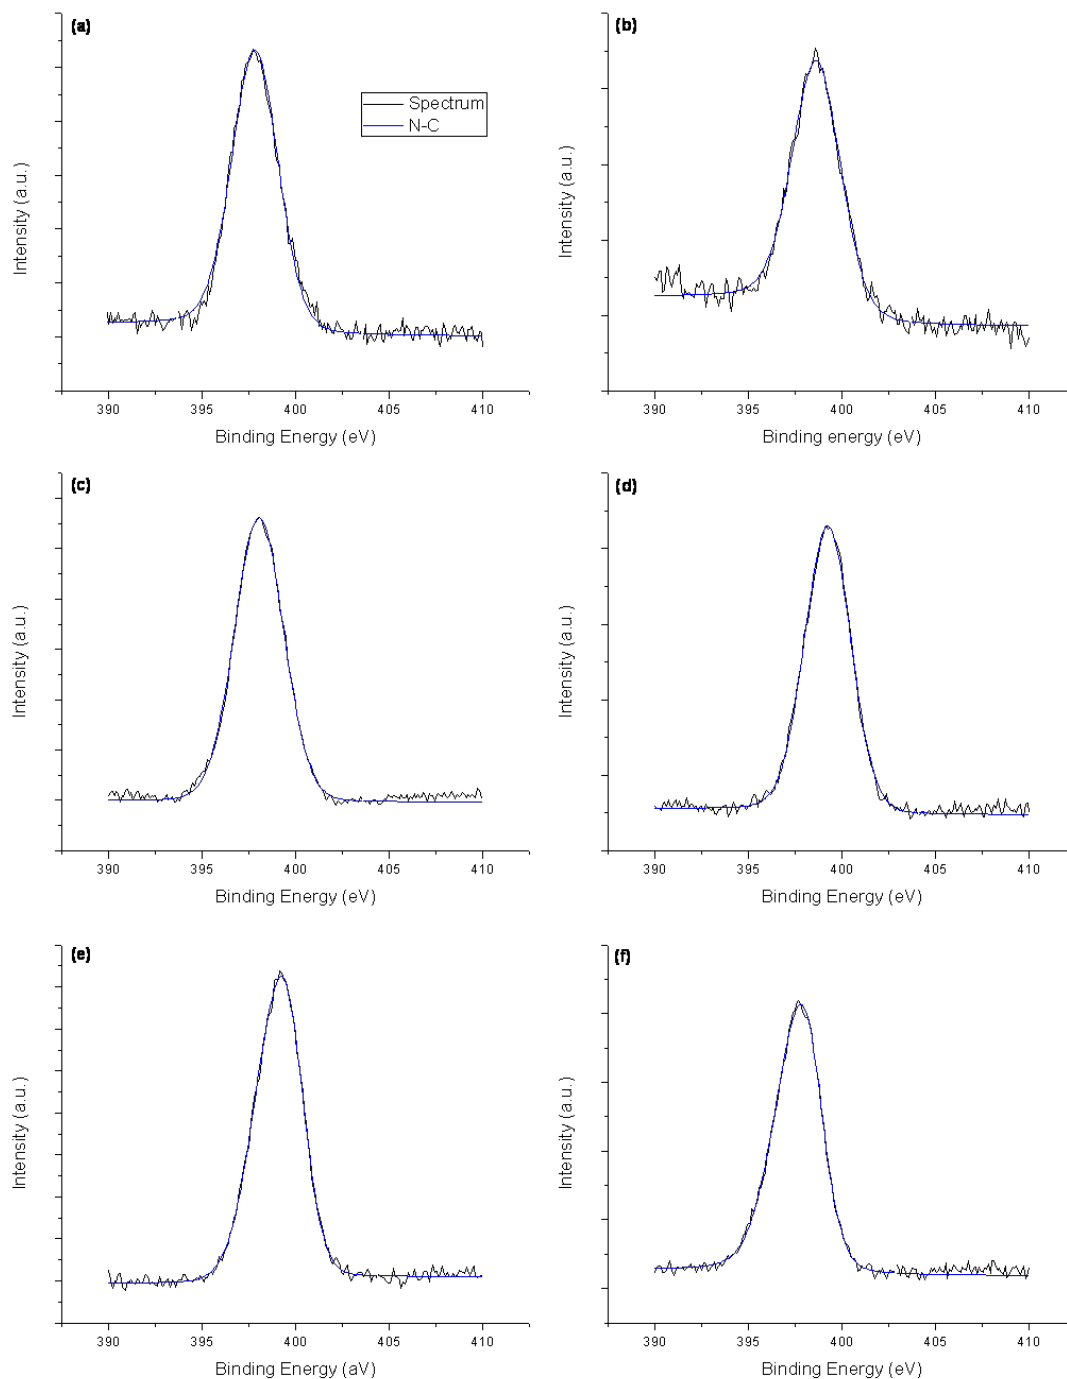 (a)
Intensity (a.u.)
Spectrum
N-C
390 395 400 405 410
Binding Energy (eV)
(b)
Intensity (a.u.)
390 395 400 405 410
Binding energy (eV)
(c)
Intensity (a.u.)
390 395 400 405 410
Binding Energy (eV)
(d)
Intensity (a.u.)
390 395 400 405 410
Binding Energy (eV)
(e)
Intensity (a.u.)
390 395 400 405 410
Binding Energy (aV)
(f)
Intensity (a.u.)
390 395 400 405 410
Binding Energy (eV)